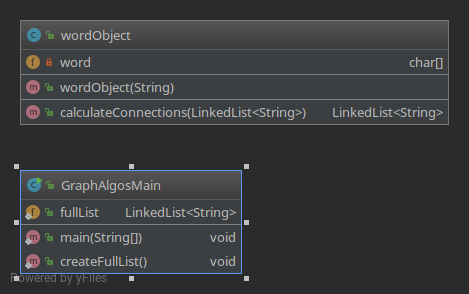 wordObject
word char[]
wordObject(String)
calculateConnections(LinkedList<String>) LinkedList<String>
GraphAlgosMain
fullList LinkedList<String>
main(String[]) void
createFullList() void
Powered by yFiles